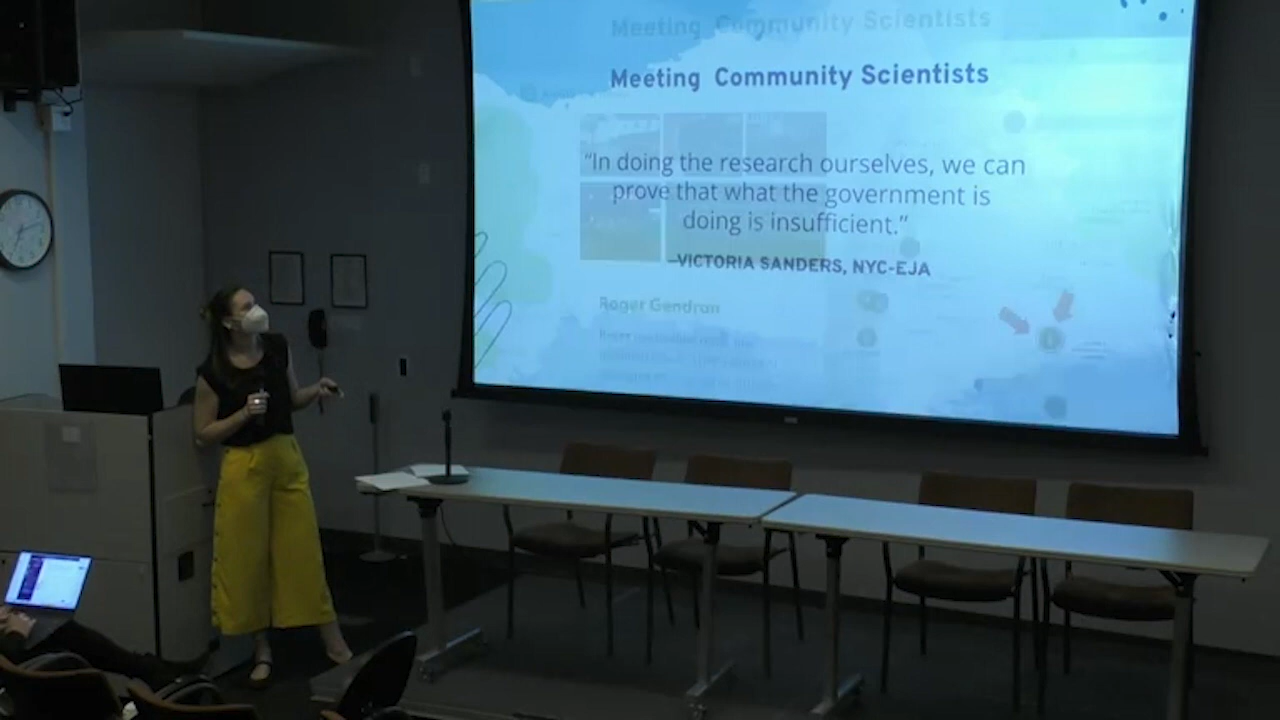 Meeting Community Scientists
Meeting Community Scientists
“In doing the research ourselves, we can
prove that what the government is
doing is insufficient.”
–VICTORIA SANDERS, NYC-EJA
Roger Gendron